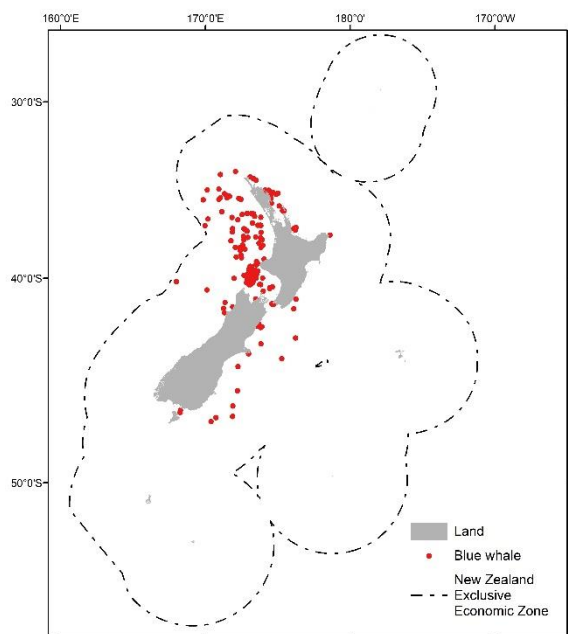 160°0'E
170°0'E
180°0'
170°0'W
30°0'S
40°0'S
50°0'S
Land
Blue whale
New Zealand
Exclusive
Economic Zone